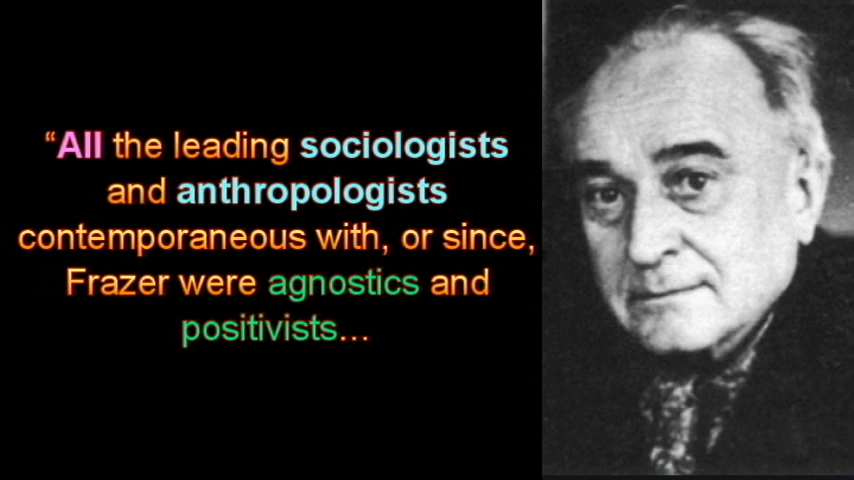 “All the leading sociologists
and anthropologists
contemporaneous with, or since,
Frazer were agnostics and
positivists...